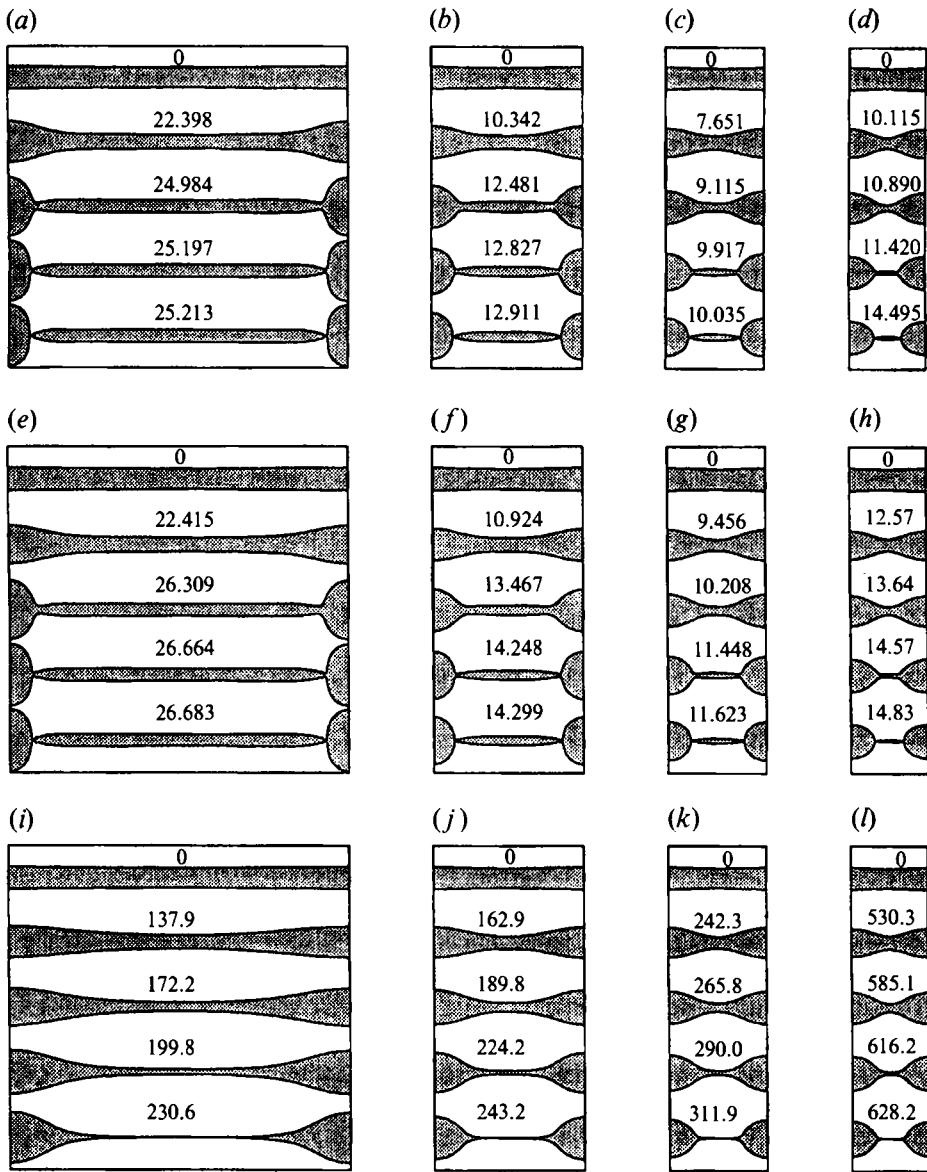 (a) (b) (c) (d)
0 0 0 0
22.398 10.342 7.651 10.115
24.984 12.481 9.115 10.890
25.197 12.827 9.917 11.420
25.213 12.911 10.035 14.495
(e) (f) (g) (h)
0 0 0 0
22.415 10.924 9.456 12.57
26.309 13.467 10.208 13.64
26.664 14.248 11.448 14.57
26.683 14.299 11.623 14.83
(i) (j) (k) (l)
0 0 0 0
137.9 162.9 242.3 530.3
172.2 189.8 265.8 585.1
199.8 224.2 290.0 616.2
230.6 243.2 311.9 628.2